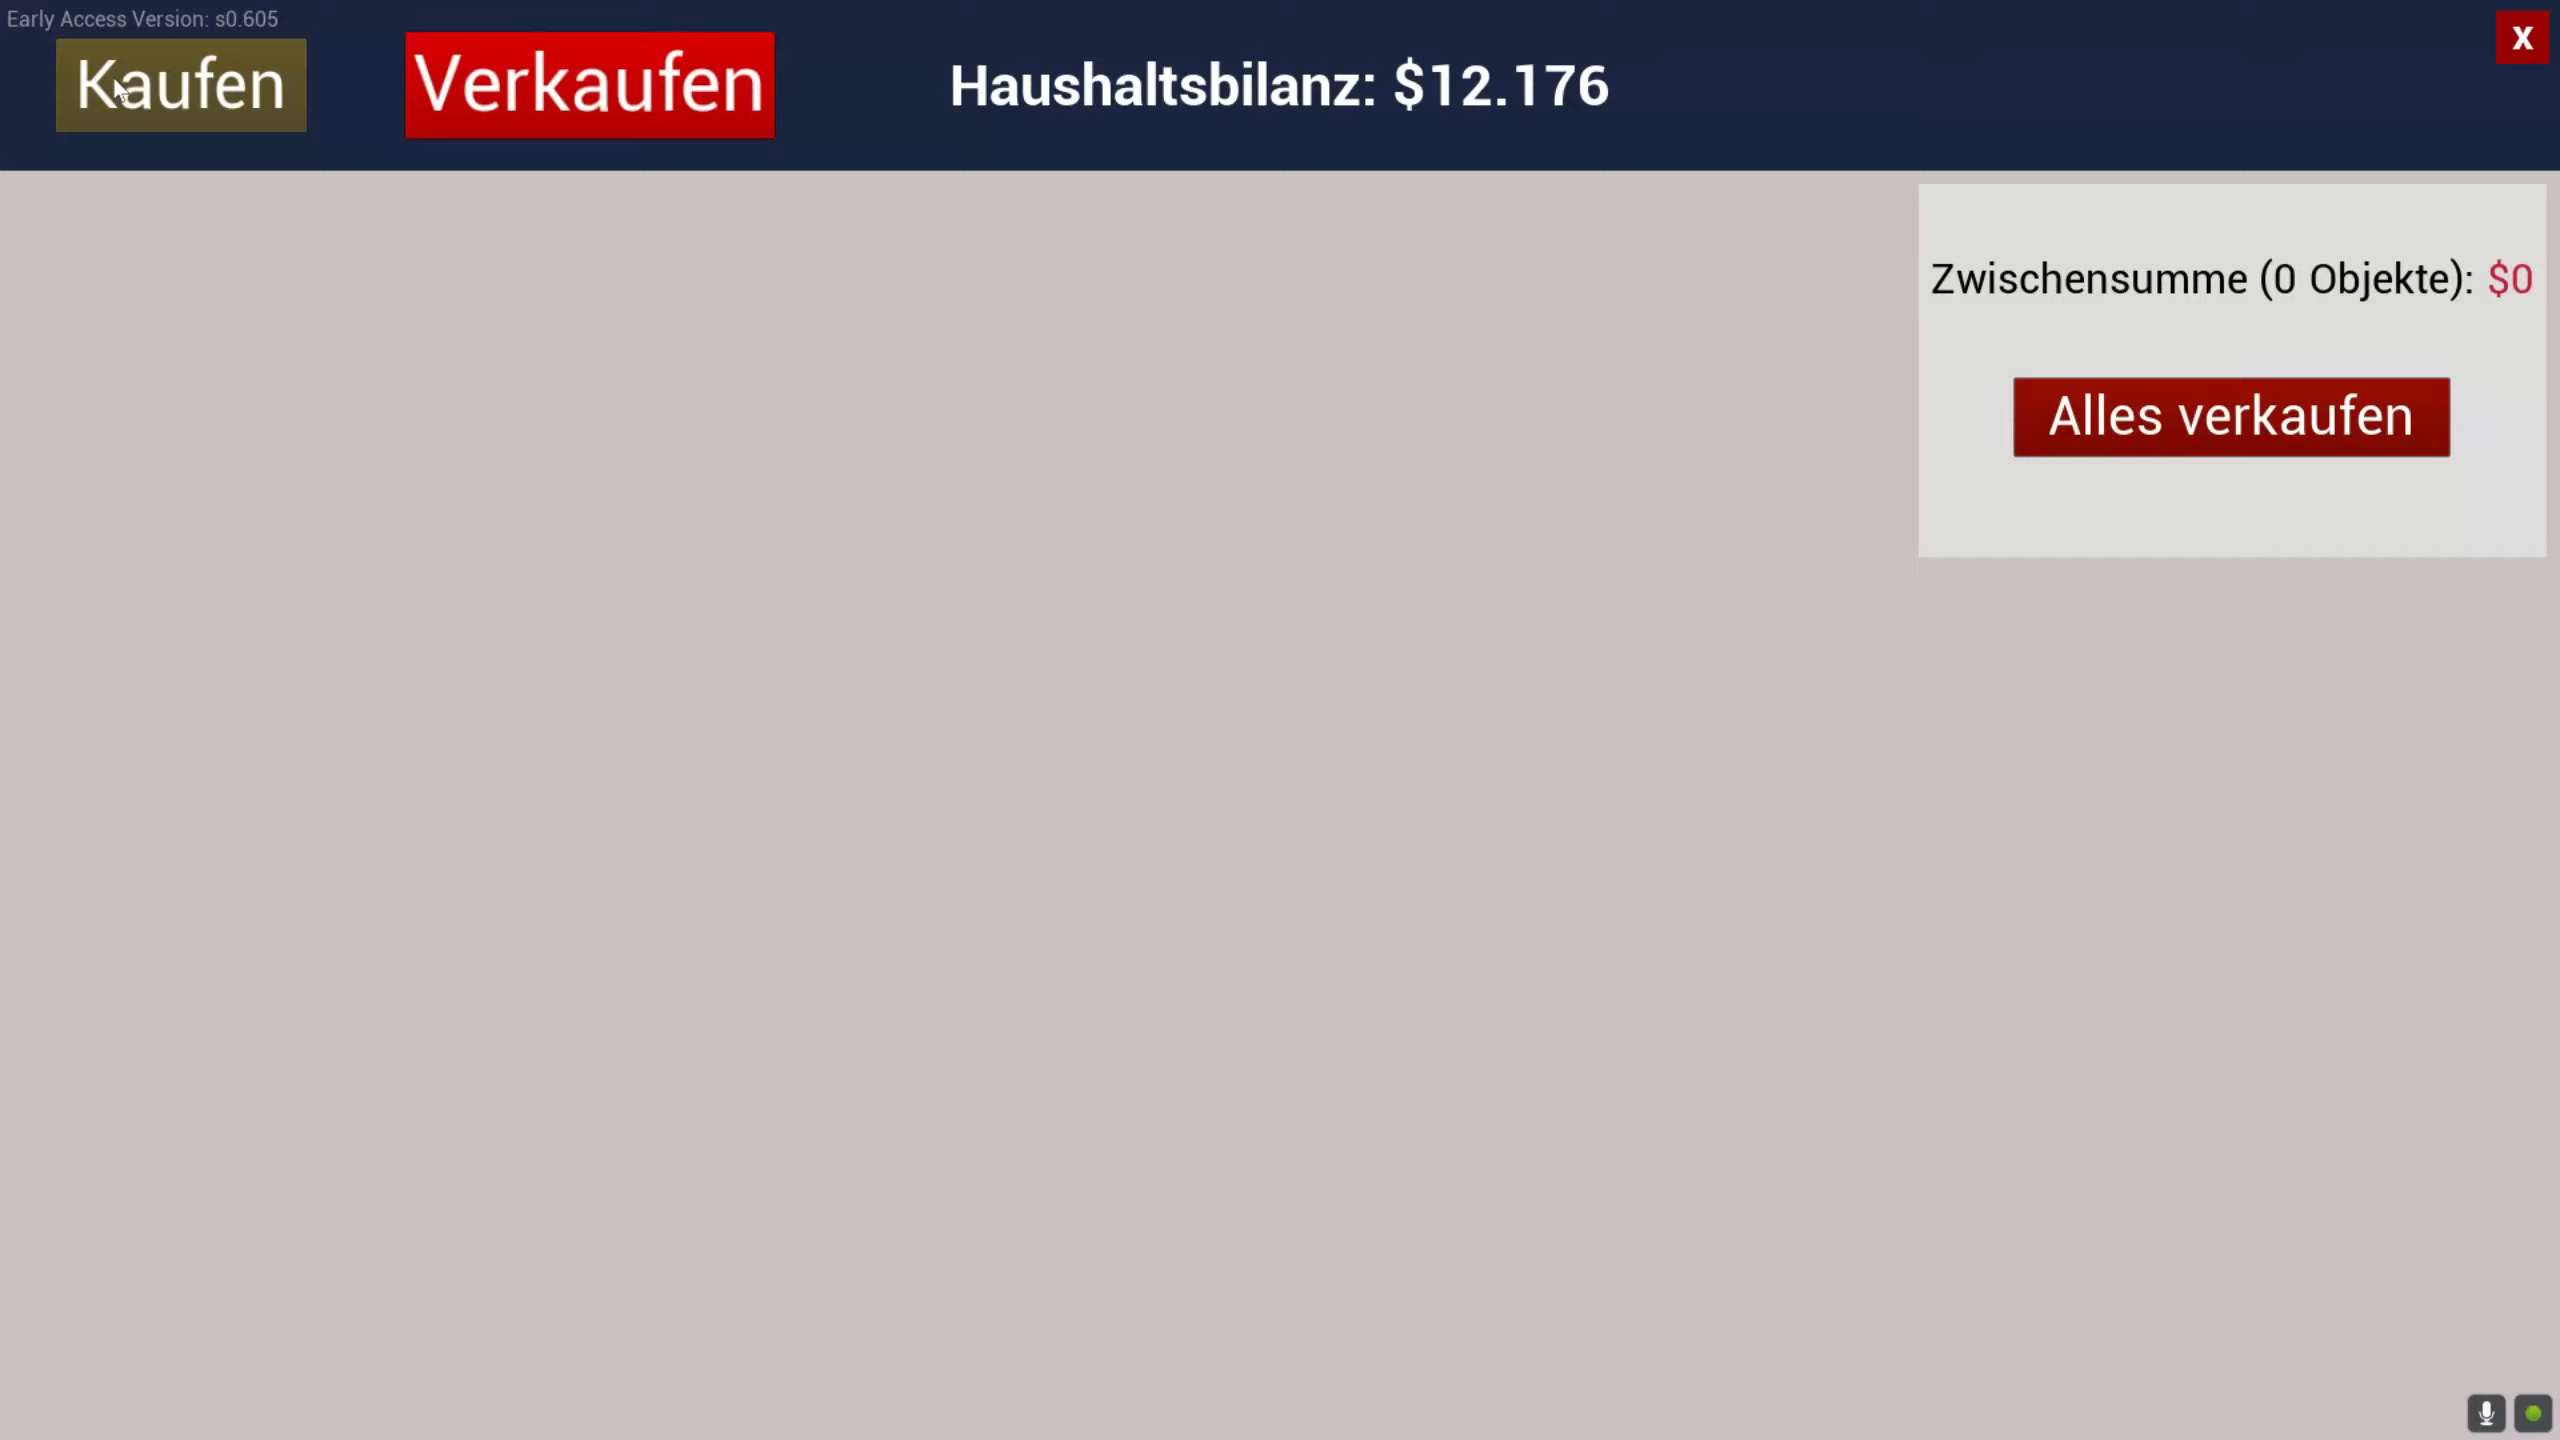 Early Access Version: s0.605
Kaufen
Verkaufen
Haushaltsbilanz: $12.176
X
Zwischensumme (0 Objekte): $0
Alles verkaufen